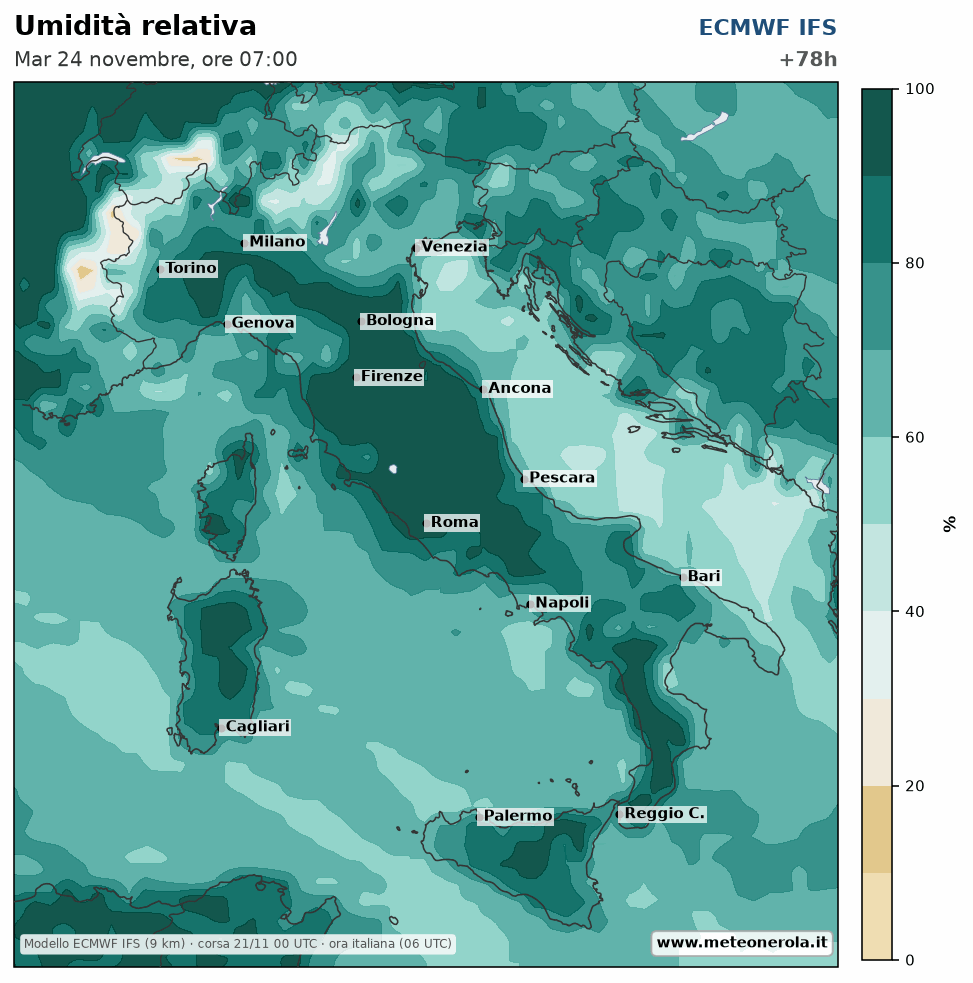 Umidità relativa
ECMWF IFS
Mar 24 novembre, ore 07:00
+78h
100
80
60
40
20
0
%
Milano
Venezia
Torino
Genova
Bologna
Firenze
Ancona
Pescara
Roma
Bari
Napoli
Cagliari
Palermo
Reggio C.
Modello ECMWF IFS (9 km) · corsa 21/11 00 UTC · ora italiana (06 UTC)
www.meteonerola.it